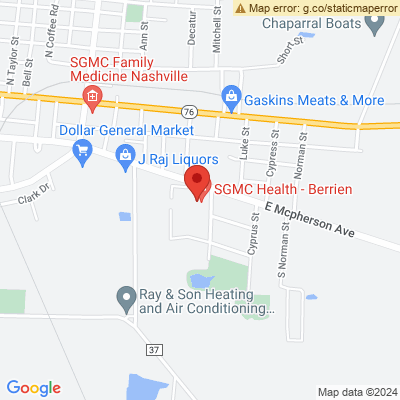 Map error: g.co/staticmaperror
N Taylor St
Bell St
N Coffee Rd
Ann St
Decatur
Mitchell St
Short St
Chaparral Boats
SGMC Family
Medicine Nashville
76
Gaskins Meats & More
Dollar General Market
J Raj Liquors
Luke St
Cypress St
Norman St
Clark Dr
SGMC Health - Berrien
E Mcpherson Ave
Cyprus St
S Norman St
Ray & Son Heating
and Air Conditioning...
37
Google
Map data ©2024